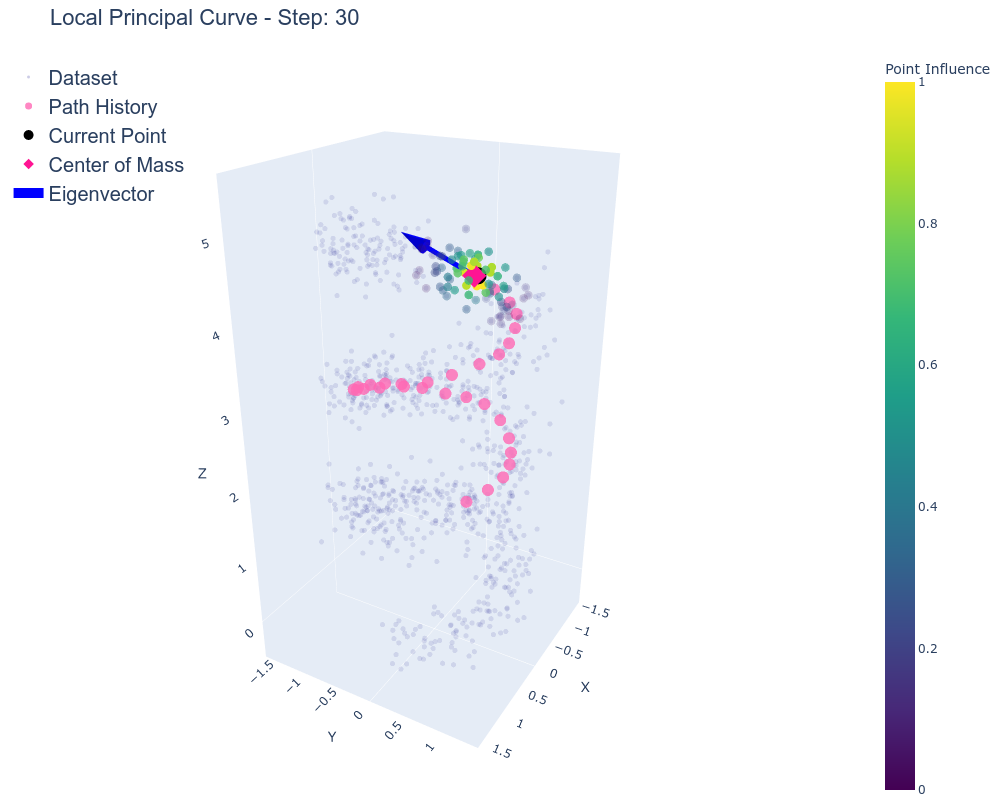 Local Principal Curve - Step: 30
Dataset
Path History
Current Point
Center of Mass
Eigenvector
Point Influence
1
0.8
0.6
0.4
0.2
0
5
4
3
Z
2
1
0
−1.5
−1
−0.5
0
0.5
1
Y
−1.5
−1
−0.5
0
X
0.5
1
1.5